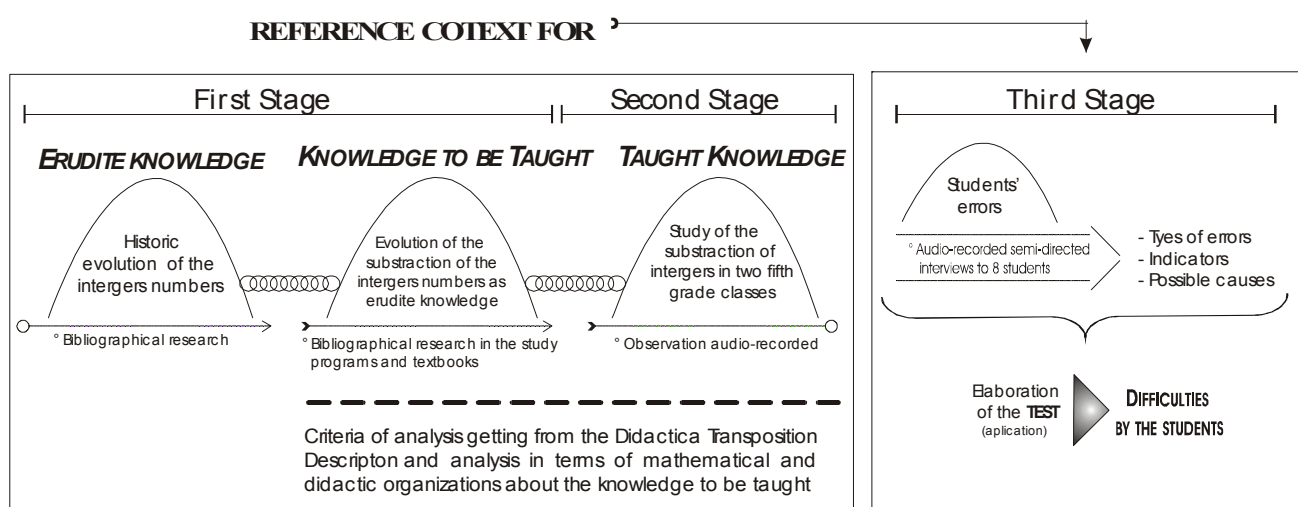 REFERENCE COTEXT FOR
First Stage
Second Stage
Third Stage
ERUDITE KNOWLEDGE
KNOWLEDGE TO BE TAUGHT
TAUGHT KNOWLEDGE
Historic
evolution of the
intergers numbers
Evolution of the
substraction of the
intergers numbers as
erudite knowledge
Study of the
substraction of
intergers in two fifth
grade classes
° Bibliographical research
° Bibliographical research in the study
programs and textbooks
° Observation audio-recorded
Criteria of analysis getting from the Didactica Transposition
Descripton and analysis in terms of mathematical and
didactic organizations about the knowledge to be taught
Students'
errors
° Audio-recorded semi-directed
interviews to 8 students
- Tyes of errors
- Indicators
- Possible causes
Elaboration
of the TEST
(aplication)
DIFFICULTIES
BY THE STUDENTS